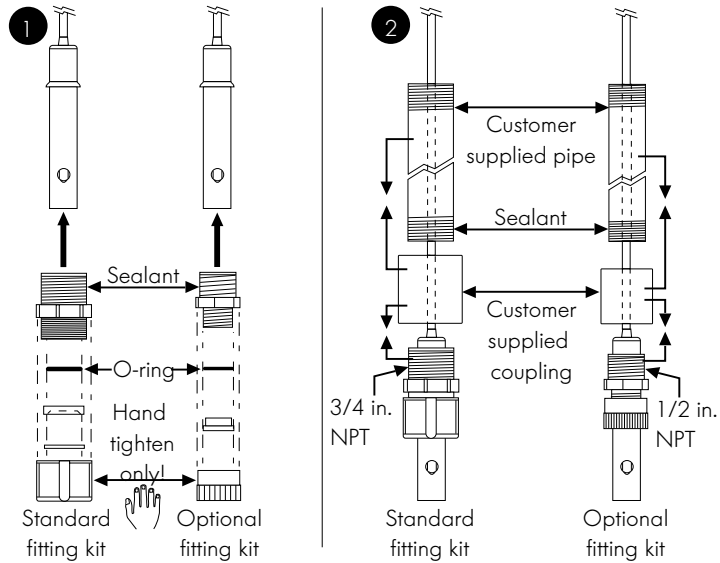 1
Sealant
O-ring
Hand
tighten
only!
Standard
fitting kit
Optional
fitting kit
2
Customer
supplied pipe
Sealant
Customer
supplied
coupling
3/4 in.
NPT
1/2 in.
NPT
Standard
fitting kit
Optional
fitting kit